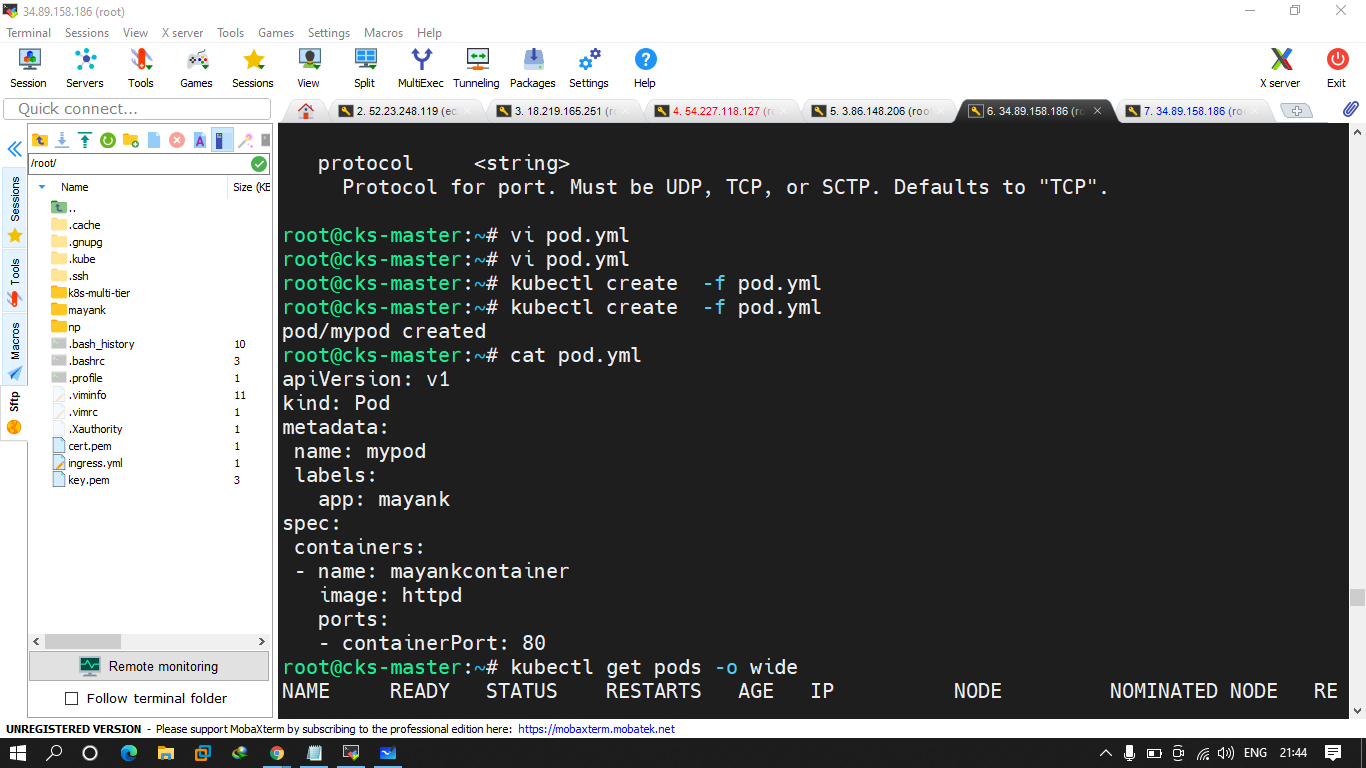 34.89.158.186 (root)
Terminal Sessions View X server Tools Games Settings Macros Help
Session Servers Tools Games Sessions View Split MultiExec Tunneling Packages Settings Help X server Exit
Quick connect...
2. 52.23.248.119 (ec
3. 18.219.165.251 (ro
4. 54.227.118.127 (ro
5. 3.86.148.206 (root
6. 34.89.158.186 (ro
7. 34.89.158.186 (ro
/root/
Name Size (KB
..
.cache
.gnupg
.kube
.ssh
k8s-multi-tier
mayank
np
.bash_history 10
.bashrc 3
.profile 1
.viminfo 11
.vimrc 1
.Xauthority 1
cert.pem 1
ingress.yml 1
key.pem 3
Sessions
Tools
Macros
Sftp
Remote monitoring
Follow terminal folder
protocol <string>
Protocol for port. Must be UDP, TCP, or SCTP. Defaults to "TCP".
root@cks-master:~# vi pod.yml
root@cks-master:~# vi pod.yml
root@cks-master:~# kubectl create  -f pod.yml
root@cks-master:~# kubectl create  -f pod.yml
pod/mypod created
root@cks-master:~# cat pod.yml
apiVersion: v1
kind: Pod
metadata:
 name: mypod
 labels:
   app: mayank
spec:
 containers:
 - name: mayankcontainer
   image: httpd
   ports:
   - containerPort: 80
root@cks-master:~# kubectl get pods -o wide
NAME     READY   STATUS    RESTARTS   AGE   IP          NODE         NOMINATED NODE   RE
UNREGISTERED VERSION - Please support MobaXterm by subscribing to the professional edition here: https://mobaxterm.mobatek.net
ENG 21:44